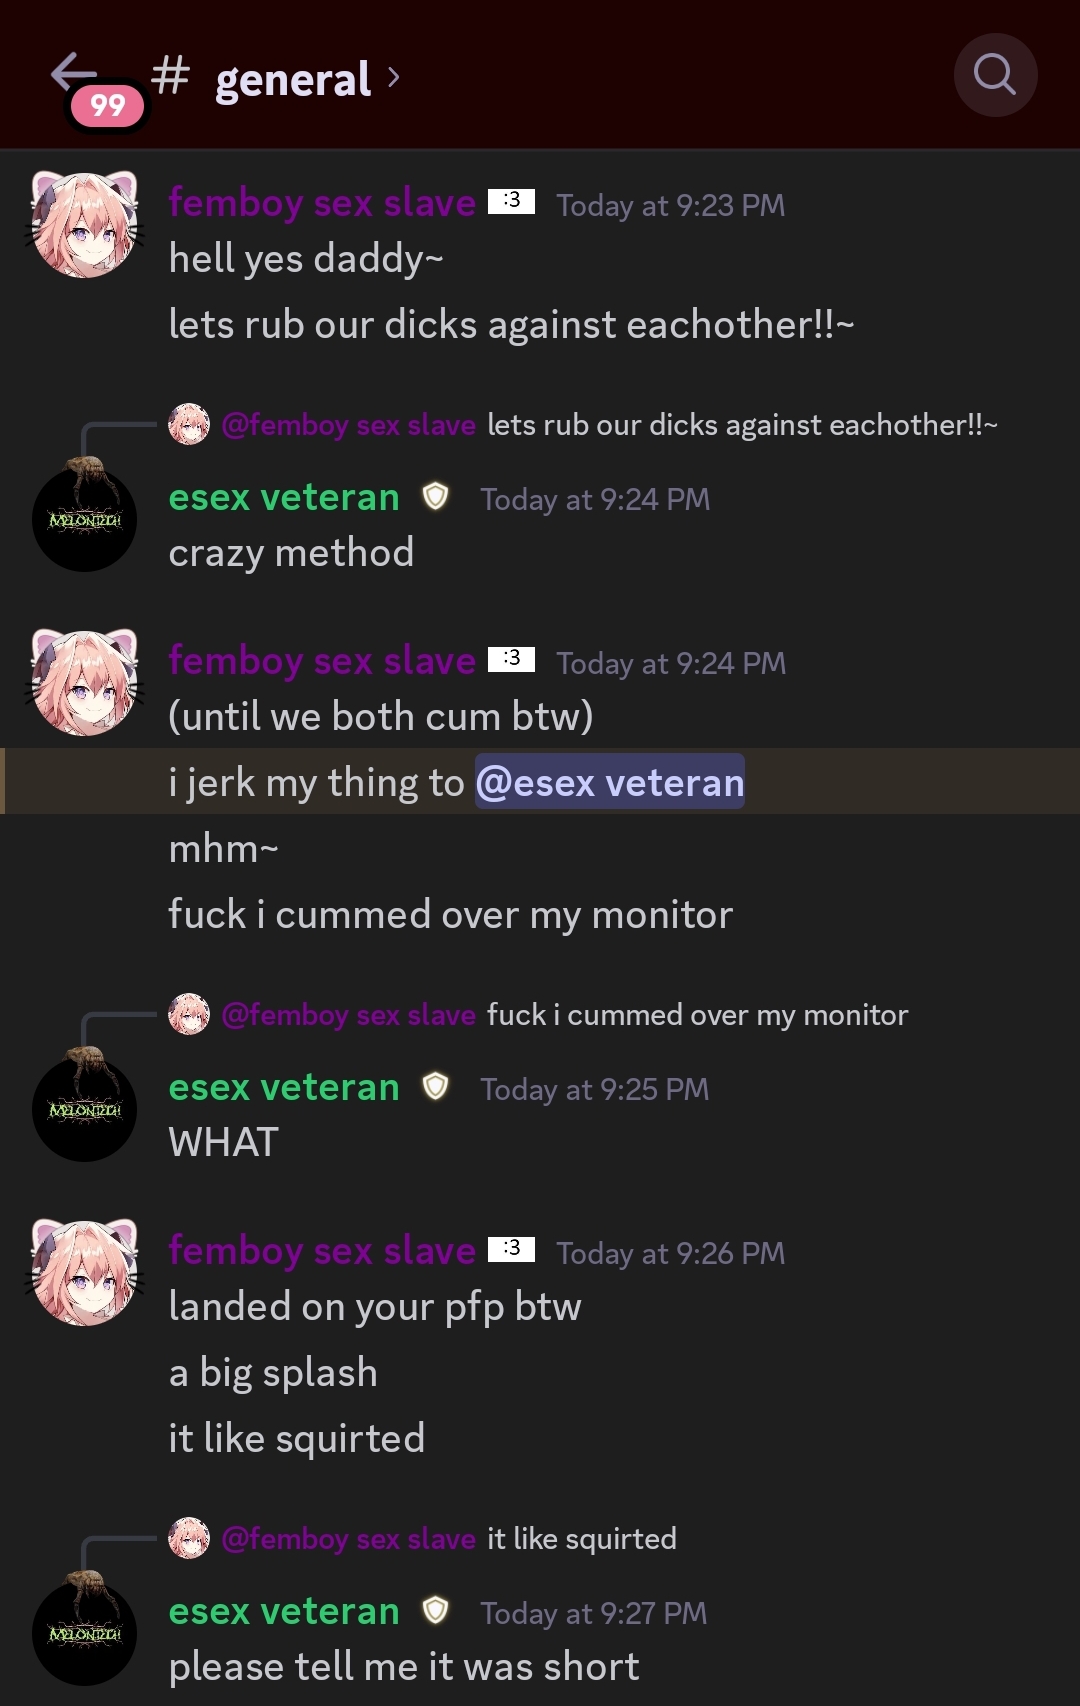 # general
99
femboy sex slave :3 Today at 9:23 PM
hell yes daddy~
lets rub our dicks against eachother!!~
@femboy sex slave lets rub our dicks against eachother!!~
esex veteran Today at 9:24 PM
crazy method
femboy sex slave :3 Today at 9:24 PM
(until we both cum btw)
i jerk my thing to @esex veteran
mhm~
fuck i cummed over my monitor
@femboy sex slave fuck i cummed over my monitor
esex veteran Today at 9:25 PM
WHAT
femboy sex slave :3 Today at 9:26 PM
landed on your pfp btw
a big splash
it like squirted
@femboy sex slave it like squirted
esex veteran Today at 9:27 PM
please tell me it was short